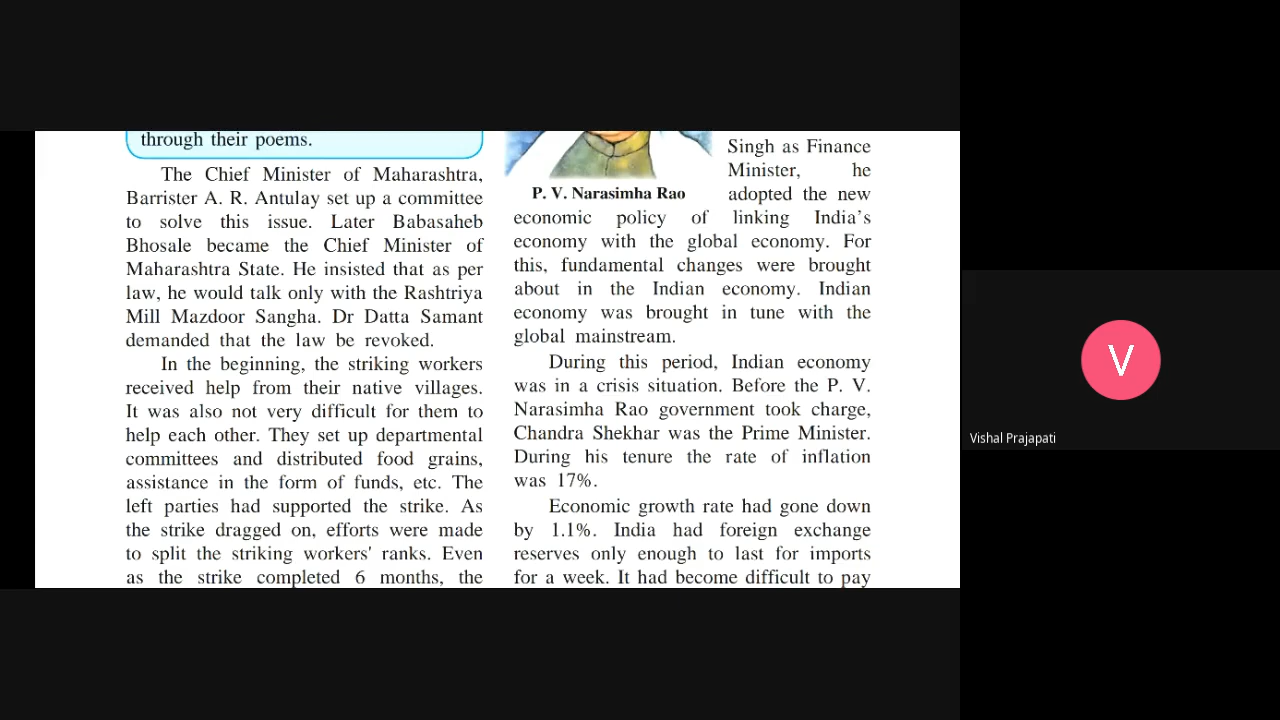 through their poems.
The Chief Minister of Maharashtra,
Barrister A. R. Antulay set up a committee
to solve this issue. Later Babasaheb
Bhosale became the Chief Minister of
Maharashtra State. He insisted that as per
law, he would talk only with the Rashtriya
Mill Mazdoor Sangha. Dr Datta Samant
demanded that the law be revoked.
In the beginning, the striking workers
received help from their native villages.
It was also not very difficult for them to
help each other. They set up departmental
committees and distributed food grains,
assistance in the form of funds, etc. The
left parties had supported the strike. As
the strike dragged on, efforts were made
to split the striking workers' ranks. Even
as the strike completed 6 months, the
P. V. Narasimha Rao
Singh as Finance
Minister, he
adopted the new
economic policy of linking India’s
economy with the global economy. For
this, fundamental changes were brought
about in the Indian economy. Indian
economy was brought in tune with the
global mainstream.
During this period, Indian economy
was in a crisis situation. Before the P. V.
Narasimha Rao government took charge,
Chandra Shekhar was the Prime Minister.
During his tenure the rate of inflation
was 17%.
Economic growth rate had gone down
by 1.1%. India had foreign exchange
reserves only enough to last for imports
for a week. It had become difficult to pay
V
Vishal Prajapati